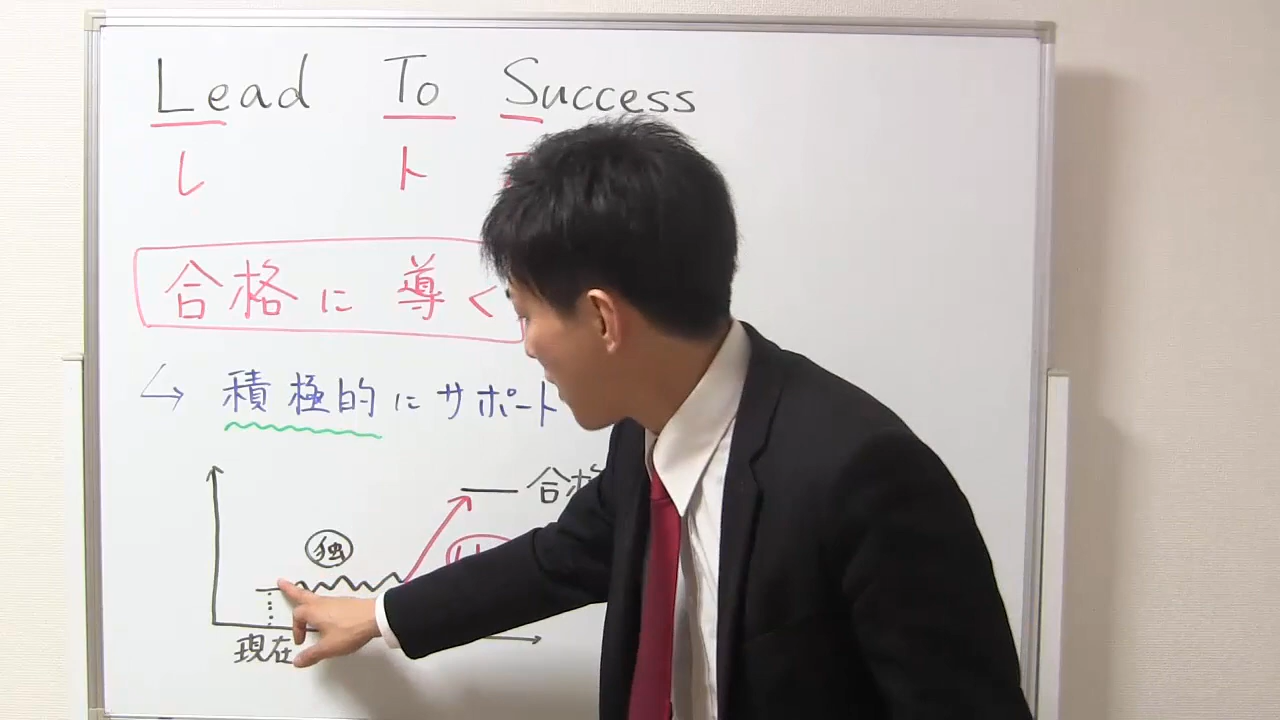 Lead To Success
レ ト
合格に導く
積極的にサポート
合格
独
現在